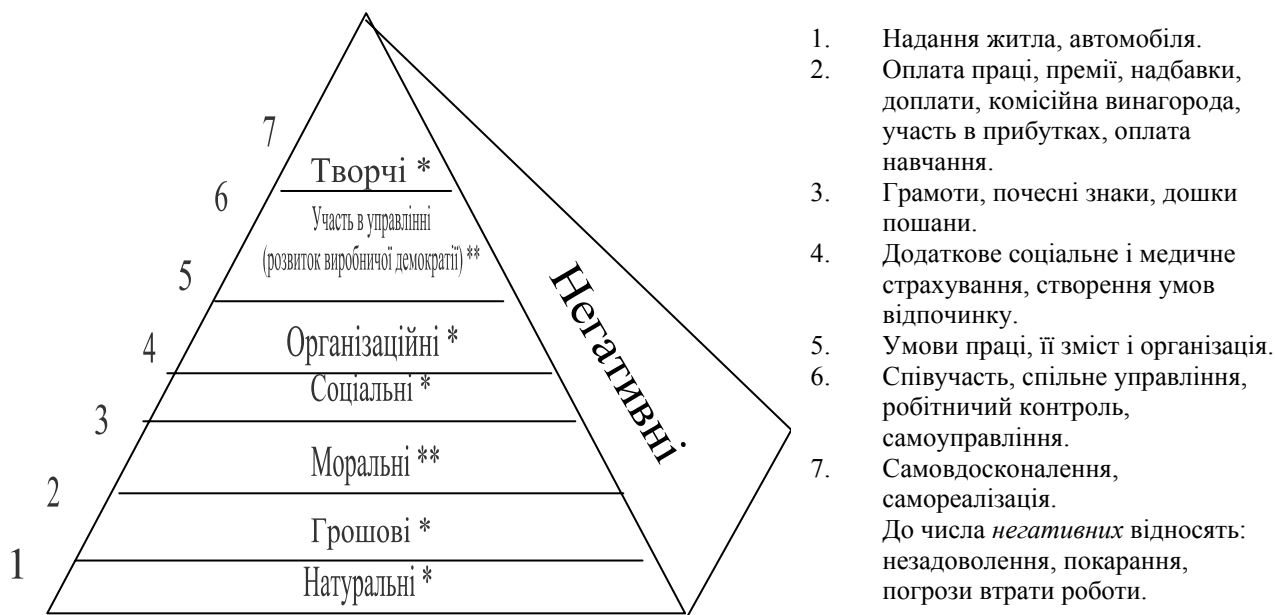 7
Творчі *
6
Участь в управлінні
(розвиток виробничої демократії) **
5
Організаційні *
4
Соціальні *
3
Моральні **
2
Грошові *
1
Натуральні *
Негативні
1. Надання житла, автомобіля.
2. Оплата праці, премії, надбавки,
доплати, комісійна винагорода,
участь в прибутках, оплата
навчання.
3. Грамоти, почесні знаки, дошки
пошани.
4. Додаткове соціальне і медичне
страхування, створення умов
відпочинку.
5. Умови праці, її зміст і організація.
6. Співучасть, спільне управління,
робітничий контроль,
самоуправління.
7. Самовдосконалення,
самореалізація.
До числа негативних відносять:
незадоволення, покарання,
погрози втрати роботи.